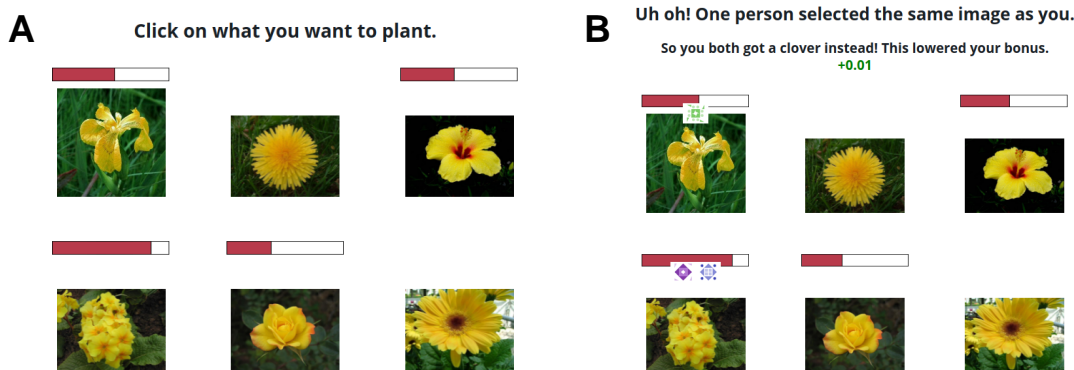 A
Click on what you want to plant.
B
Uh oh! One person selected the same image as you.
So you both got a clover instead! This lowered your bonus.
+0.01